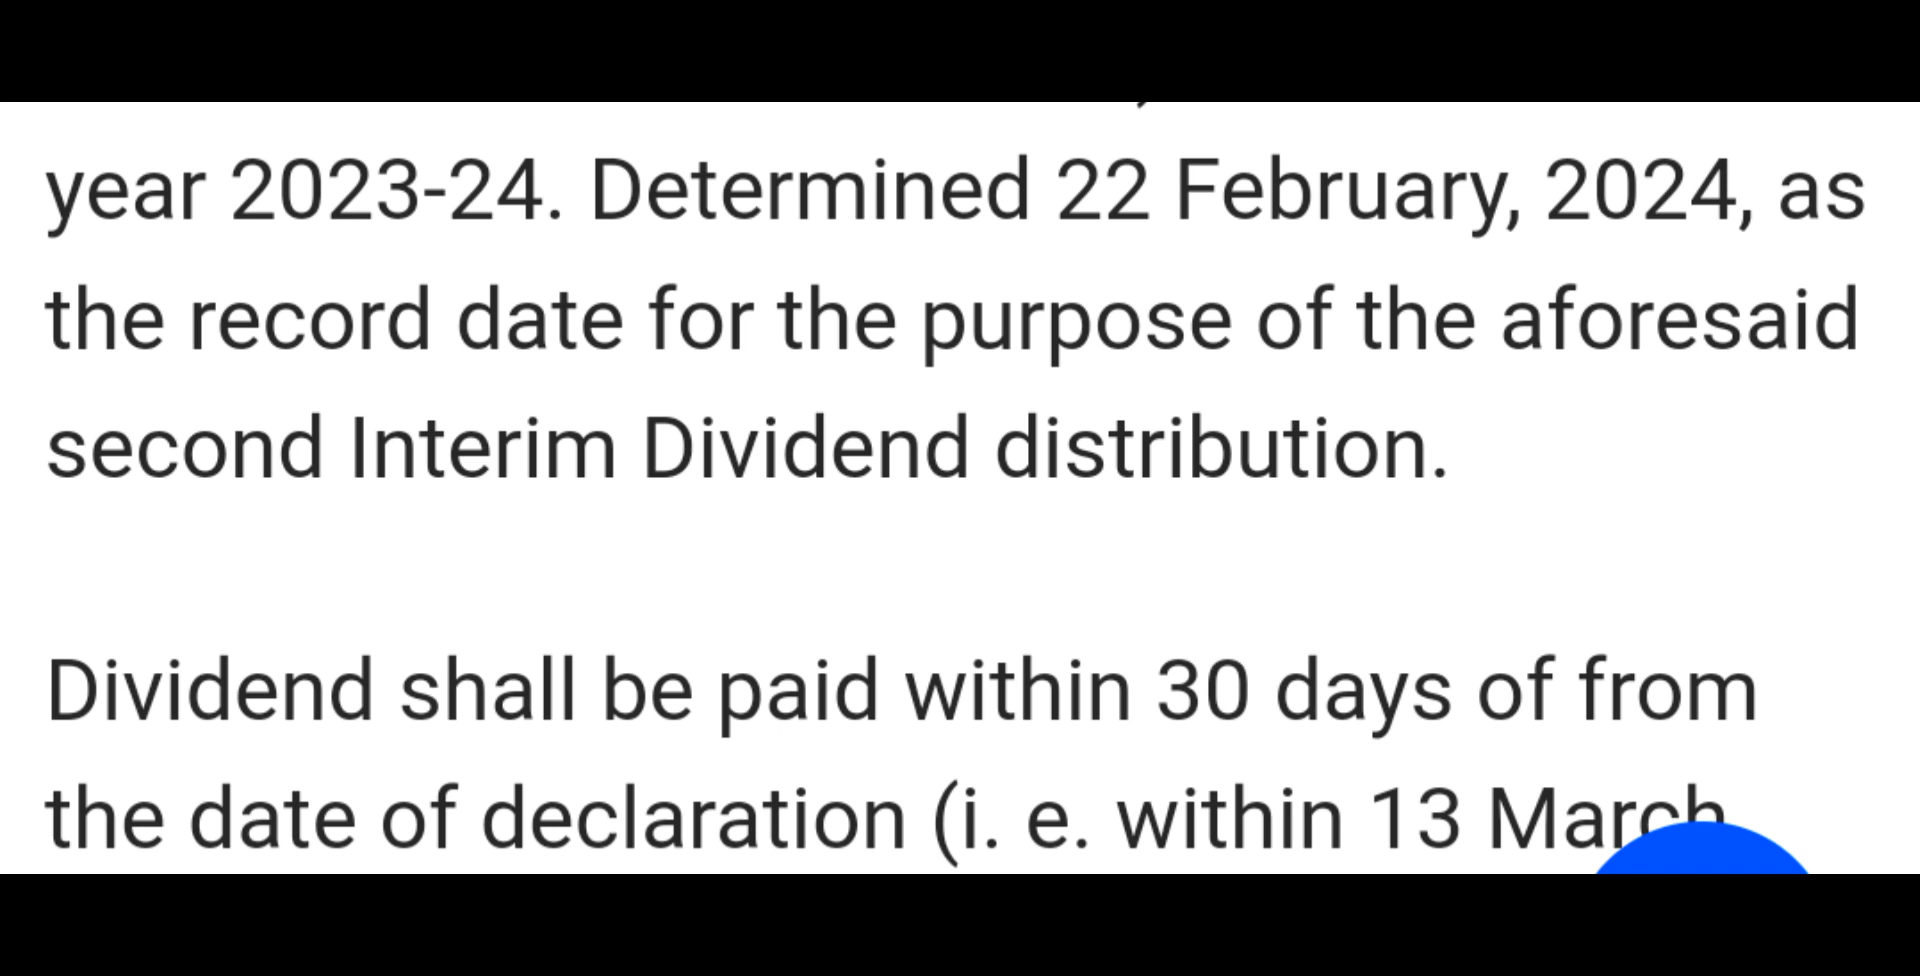 year 2023-24. Determined 22 February, 2024, as
the record date for the purpose of the aforesaid
second Interim Dividend distribution.
Dividend shall be paid within 30 days of from
the date of declaration (i. e. within 13 March